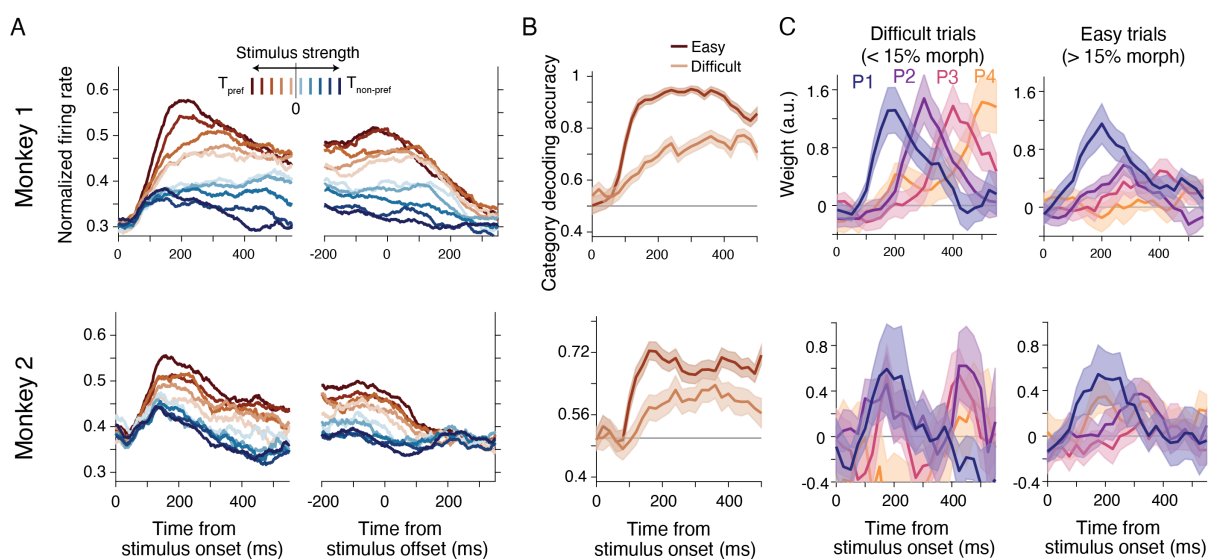 A
B
C
Stimulus strength
Tpref
Tnon-pref
0
Easy
Difficult
Difficult trials
(< 15% morph)
Easy trials
(> 15% morph)
P1
P2
P3
P4
Monkey 1
Normalized firing rate
0.6
0.5
0.4
0.3
0
200
400
-200
0
200
Category decoding accuracy
1
0.8
0.6
0.4
0
200
400
Weight (a.u.)
1.6
0.8
0
0
200
400
1.6
0.8
0
0
200
400
Monkey 2
0.6
0.5
0.4
0.3
0
200
400
-200
0
200
0.72
0.56
0.4
0
200
400
0.8
0.4
0
-0.4
0
200
400
0.8
0.4
0
-0.4
0
200
400
Time from
stimulus onset (ms)
Time from
stimulus offset (ms)
Time from
stimulus onset (ms)
Time from
stimulus onset (ms)
Time from
stimulus onset (ms)